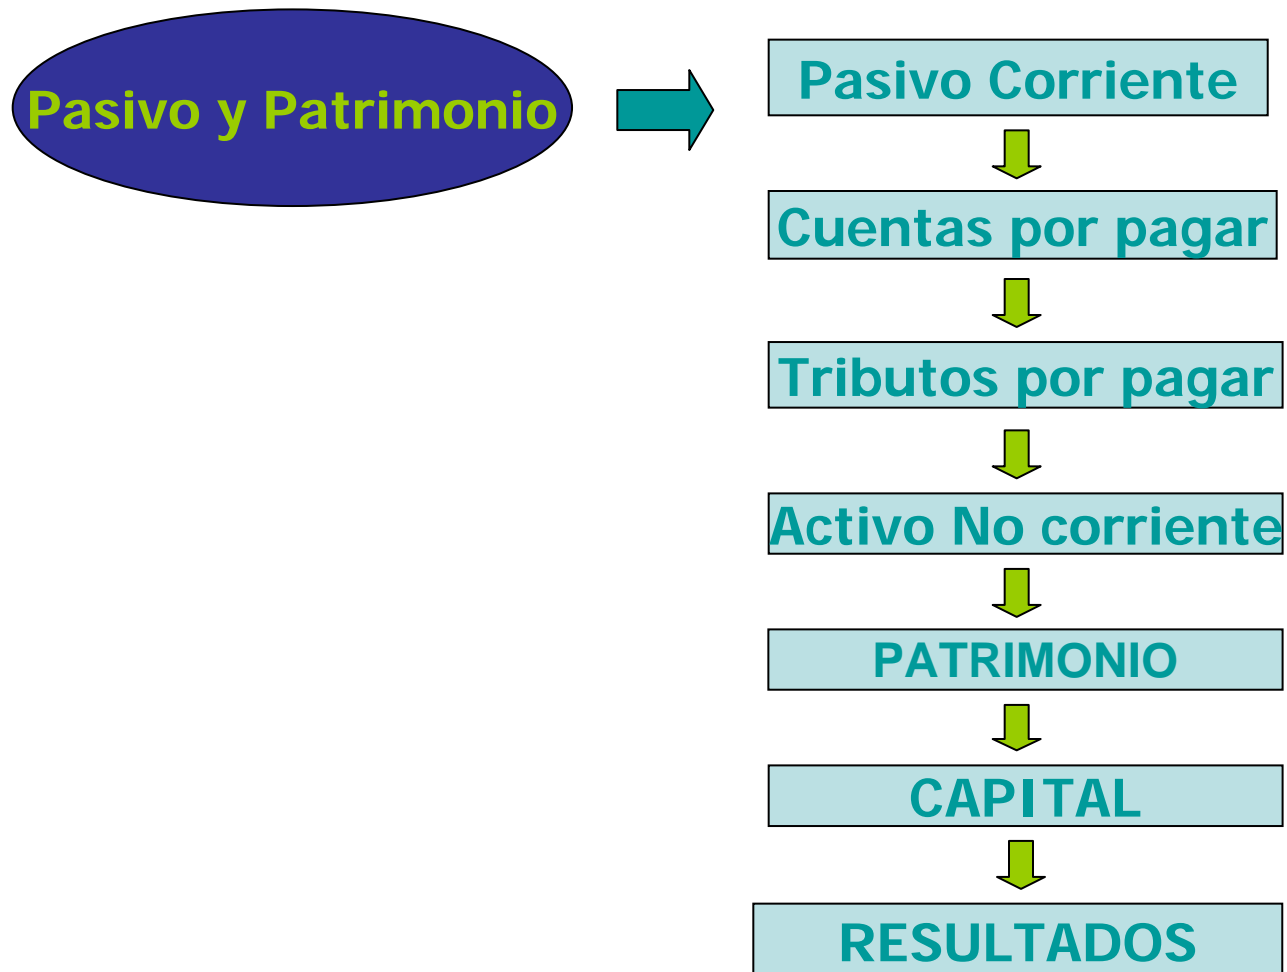 Pasivo y Patrimonio
Pasivo Corriente
Cuentas por pagar
Tributos por pagar
Activo No corriente
PATRIMONIO
CAPITAL
RESULTADOS